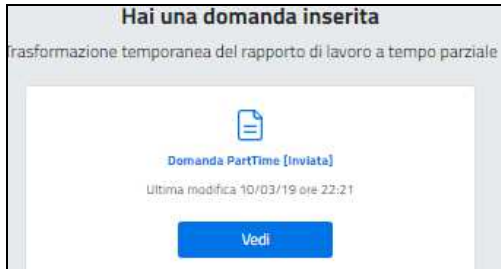 Hai una domanda inserita
Trasformazione temporanea del rapporto di lavoro a tempo parziale
Domanda PartTime [Inviata]
Ultima modifica 10/03/19 ore 22:21
Vedi